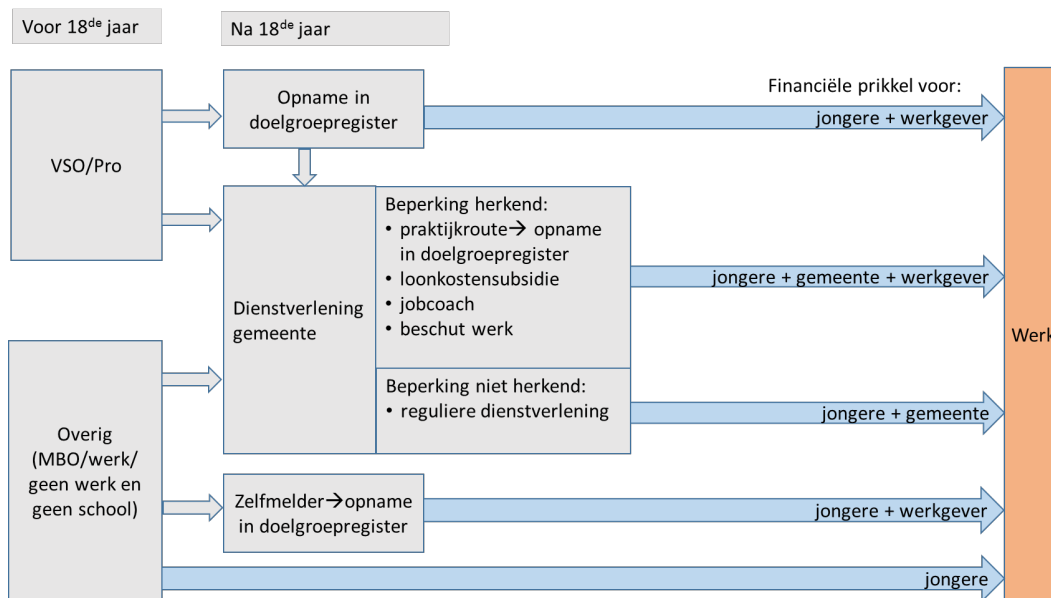 Voor 18de jaar
Na 18de jaar
VSO/Pro
Opname in
doelgroepregister
Financiële prikkel voor:
jongere + werkgever
Dienstverlening
gemeente
Beperking herkend:
• praktijkroute→ opname
in doelgroepregister
• loonkostensubsidie
• jobcoach
• beschut werk
jongere + gemeente + werkgever
Beperking niet herkend:
• reguliere dienstverlening
jongere + gemeente
Overig
(MBO/werk/
geen werk en
geen school)
Zelfmelder→opname
in doelgroepregister
jongere + werkgever
jongere
Werk